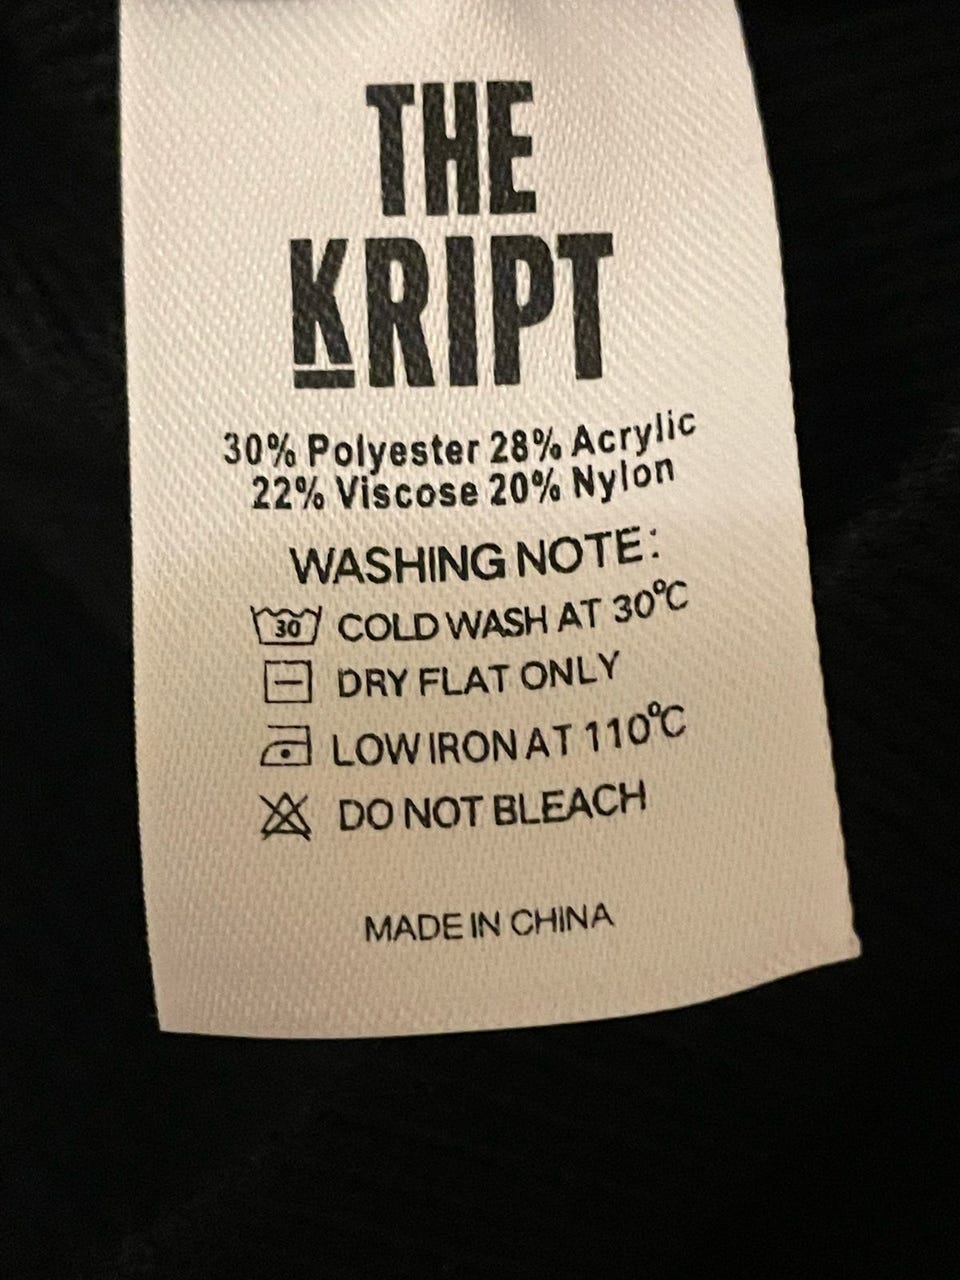 THE
KRIPT
30% Polyester 28% Acrylic
22% Viscose 20% Nylon
WASHING NOTE:
30 COLD WASH AT 30°C
DRY FLAT ONLY
LOW IRON AT 110°C
DO NOT BLEACH
MADE IN CHINA